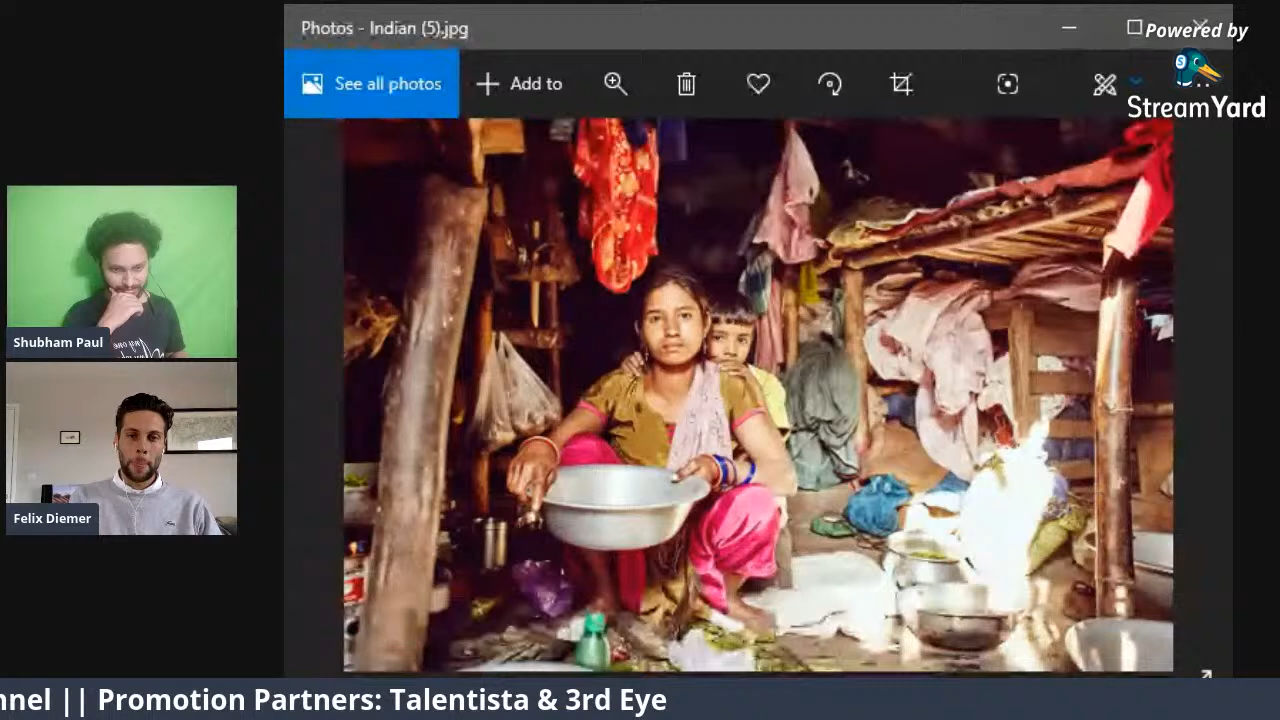 Photos - Indian (5).jpg
Powered by
See all photos
Add to
StreamYard
Shubham Paul
Felix Diemer
nnel || Promotion Partners: Talentista & 3rd Eye